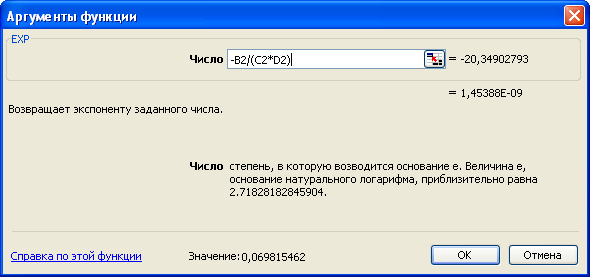 Аргументы функции
EXP
Число -B2/(C2*D2) = -20,34902793
= 1,45388E-09
Возвращает экспоненту заданного числа.
Число степень, в которую возводится основание e. Величина e,
основание натурального логарифма, приблизительно равна
2.71828182845904.
Справка по этой функции Значение:0,069815462 OK Отмена